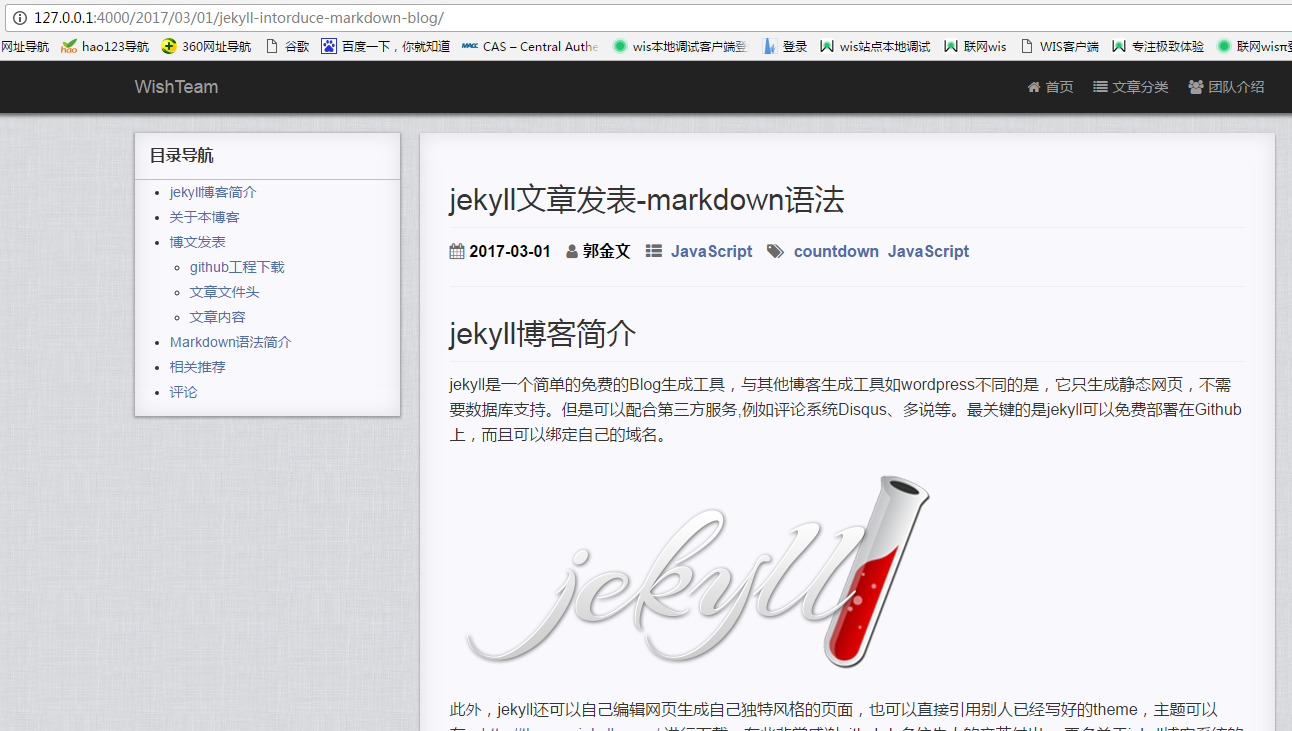 127.0.0.1:4000/2017/03/01/jekyll-intorduce-markdown-blog/
网址导航 hao123导航 360网址导航 谷歌 百度一下，你就知道 CAS – Central Authe wis本地调试客户端登 登录 wis站点本地调试 联网wis WIS客户端 专注极致体验 联网wisπ登
WishTeam 首页 文章分类 团队介绍
目录导航
jekyll博客简介
关于本博客
博文发表
github工程下载
文章文件头
文章内容
Markdown语法简介
相关推荐
评论
jekyll文章发表-markdown语法
2017-03-01 郭金文 JavaScript countdown JavaScript
jekyll博客简介
jekyll是一个简单的免费的Blog生成工具，与其他博客生成工具如wordpress不同的是，它只生成静态网页，不需
要数据库支持。但是可以配合第三方服务,例如评论系统Disqus、多说等。最关键的是jekyll可以免费部署在Github
上，而且可以绑定自己的域名。
jekyll
此外，jekyll还可以自己编辑网页生成自己独特风格的页面，也可以直接引用别人已经写好的theme，主题可以